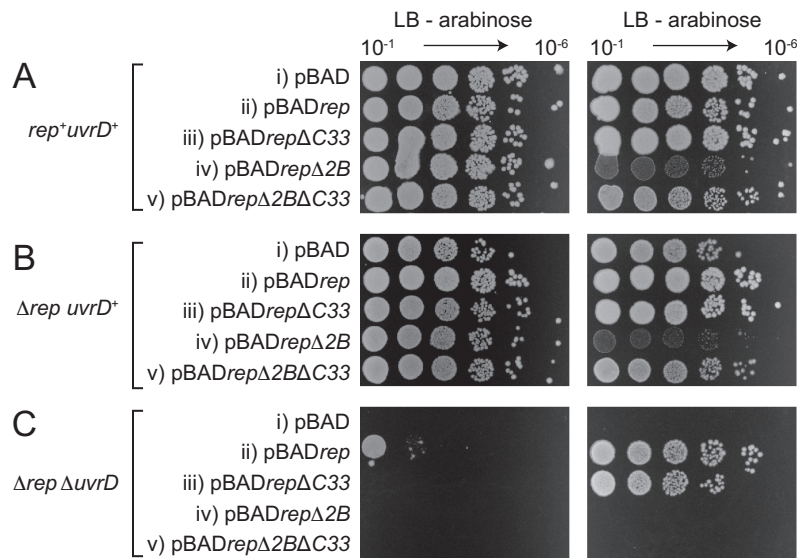 LB - arabinose LB - arabinose
10-1 10-6 10-1 10-6
A
rep+uvrD+
i) pBAD
ii) pBADrep
iii) pBADrepΔC33
iv) pBADrepΔ2B
v) pBADrepΔ2BΔC33
B
Δrep uvrD+
i) pBAD
ii) pBADrep
iii) pBADrepΔC33
iv) pBADrepΔ2B
v) pBADrepΔ2BΔC33
C
Δrep ΔuvrD
i) pBAD
ii) pBADrep
iii) pBADrepΔC33
iv) pBADrepΔ2B
v) pBADrepΔ2BΔC33